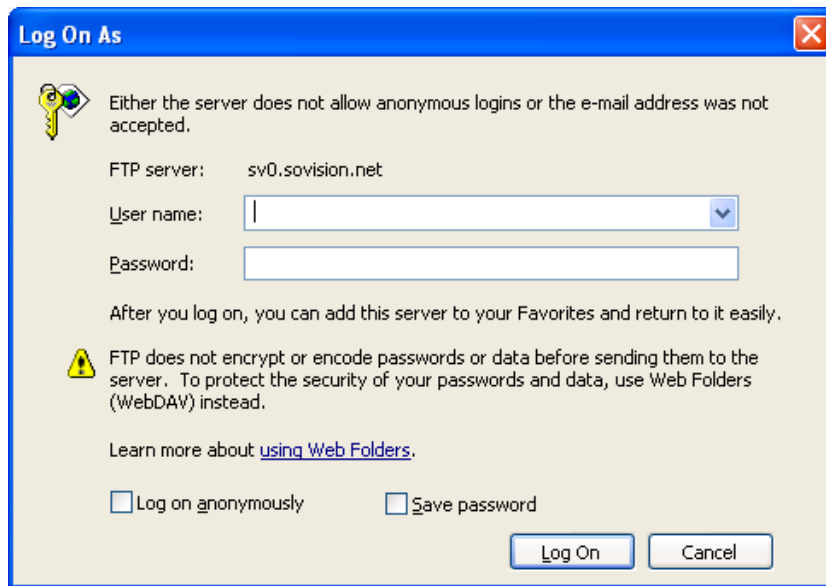 Log On As
Either the server does not allow anonymous logins or the e-mail address was not
accepted.
FTP server: sv0.sovision.net
User name:
Password:
After you log on, you can add this server to your Favorites and return to it easily.
FTP does not encrypt or encode passwords or data before sending them to the
server. To protect the security of your passwords and data, use Web Folders
(WebDAV) instead.
Learn more about using Web Folders.
Log on anonymously Save password
Log On Cancel